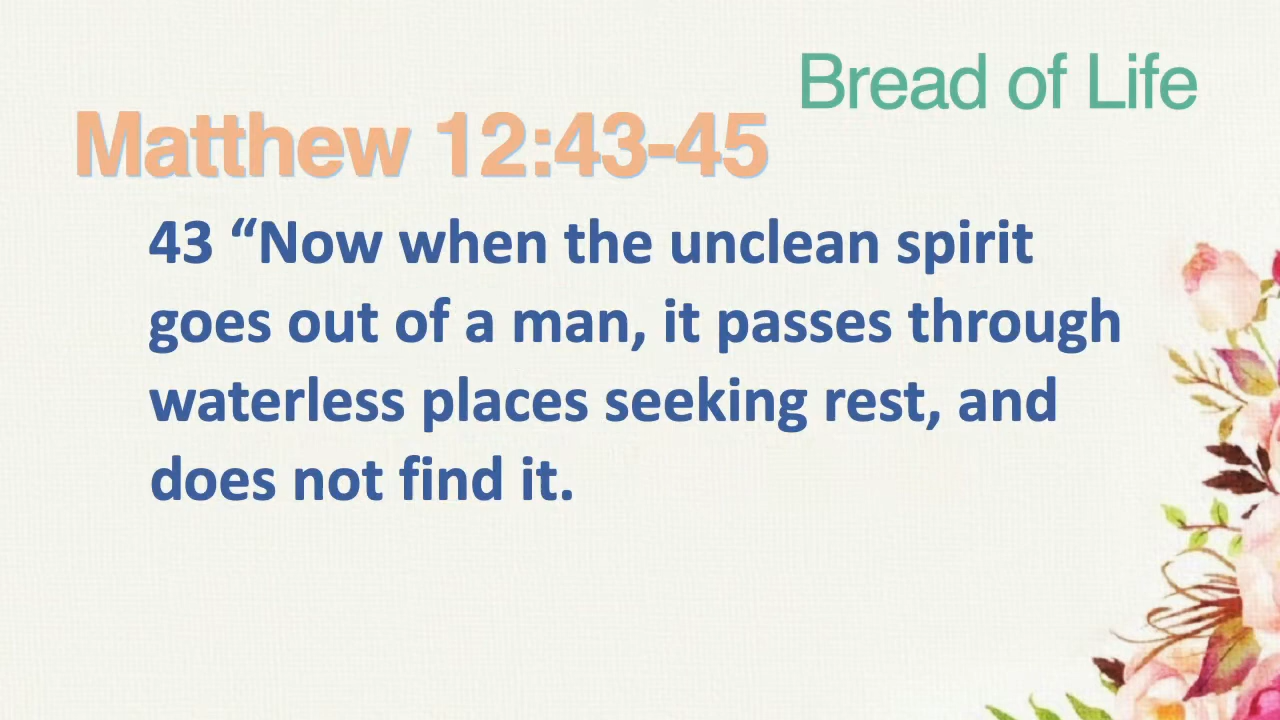 Bread of Life
Matthew 12:43-45
43 “Now when the unclean spirit
goes out of a man, it passes through
waterless places seeking rest, and
does not find it.